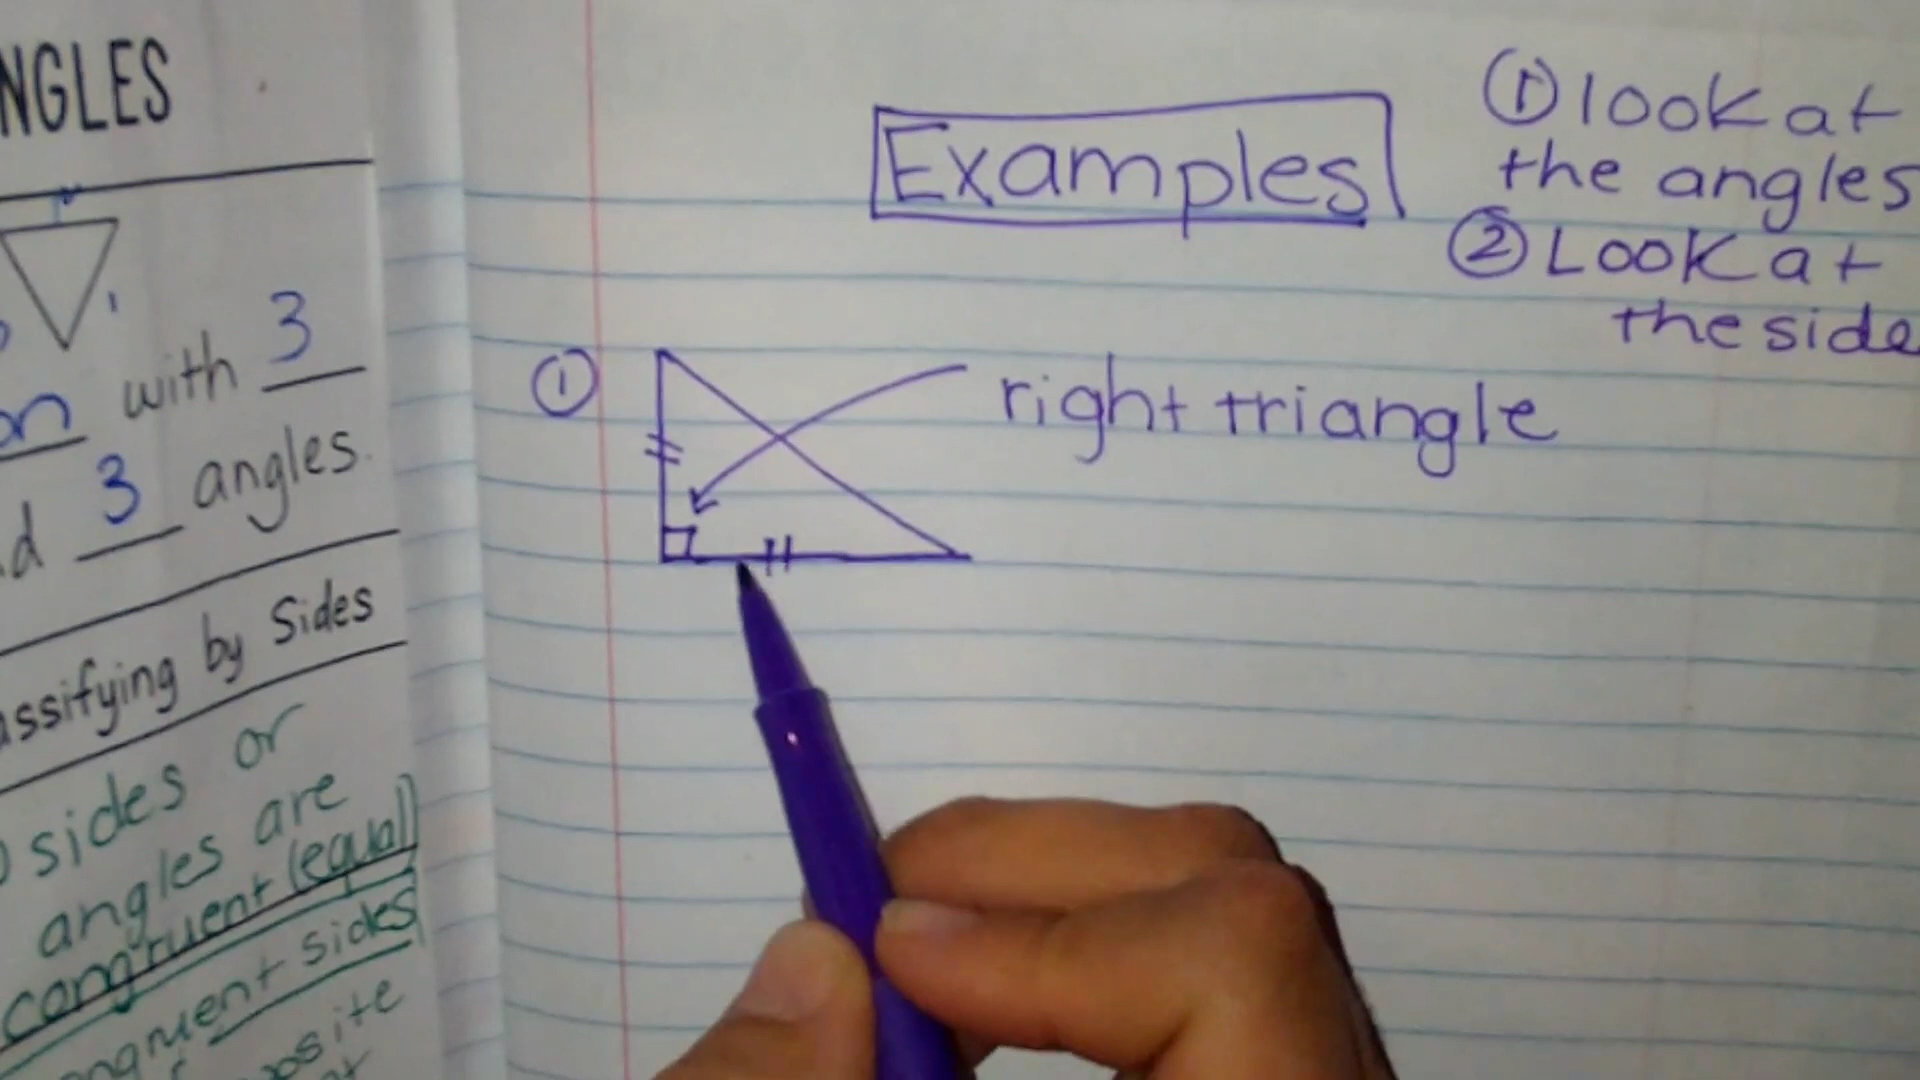 NGLES
with 3
3 angles.
assifying by Sides
sides or
angles are
congruent (equal)
congruent sides
Examples
① look at
the angles
② Look at
the side
① right triangle